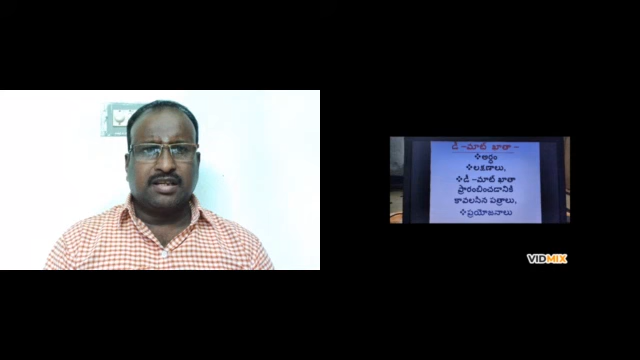 డీ –మాట్ ఖాతా –
❖అర్ధం
❖లక్షణాలు,
❖డీ –మాట్ ఖాతా
ప్రారంభించడానికి
కావలసిన పత్రాలు,
❖ప్రయోజనాలు
VIDMIX